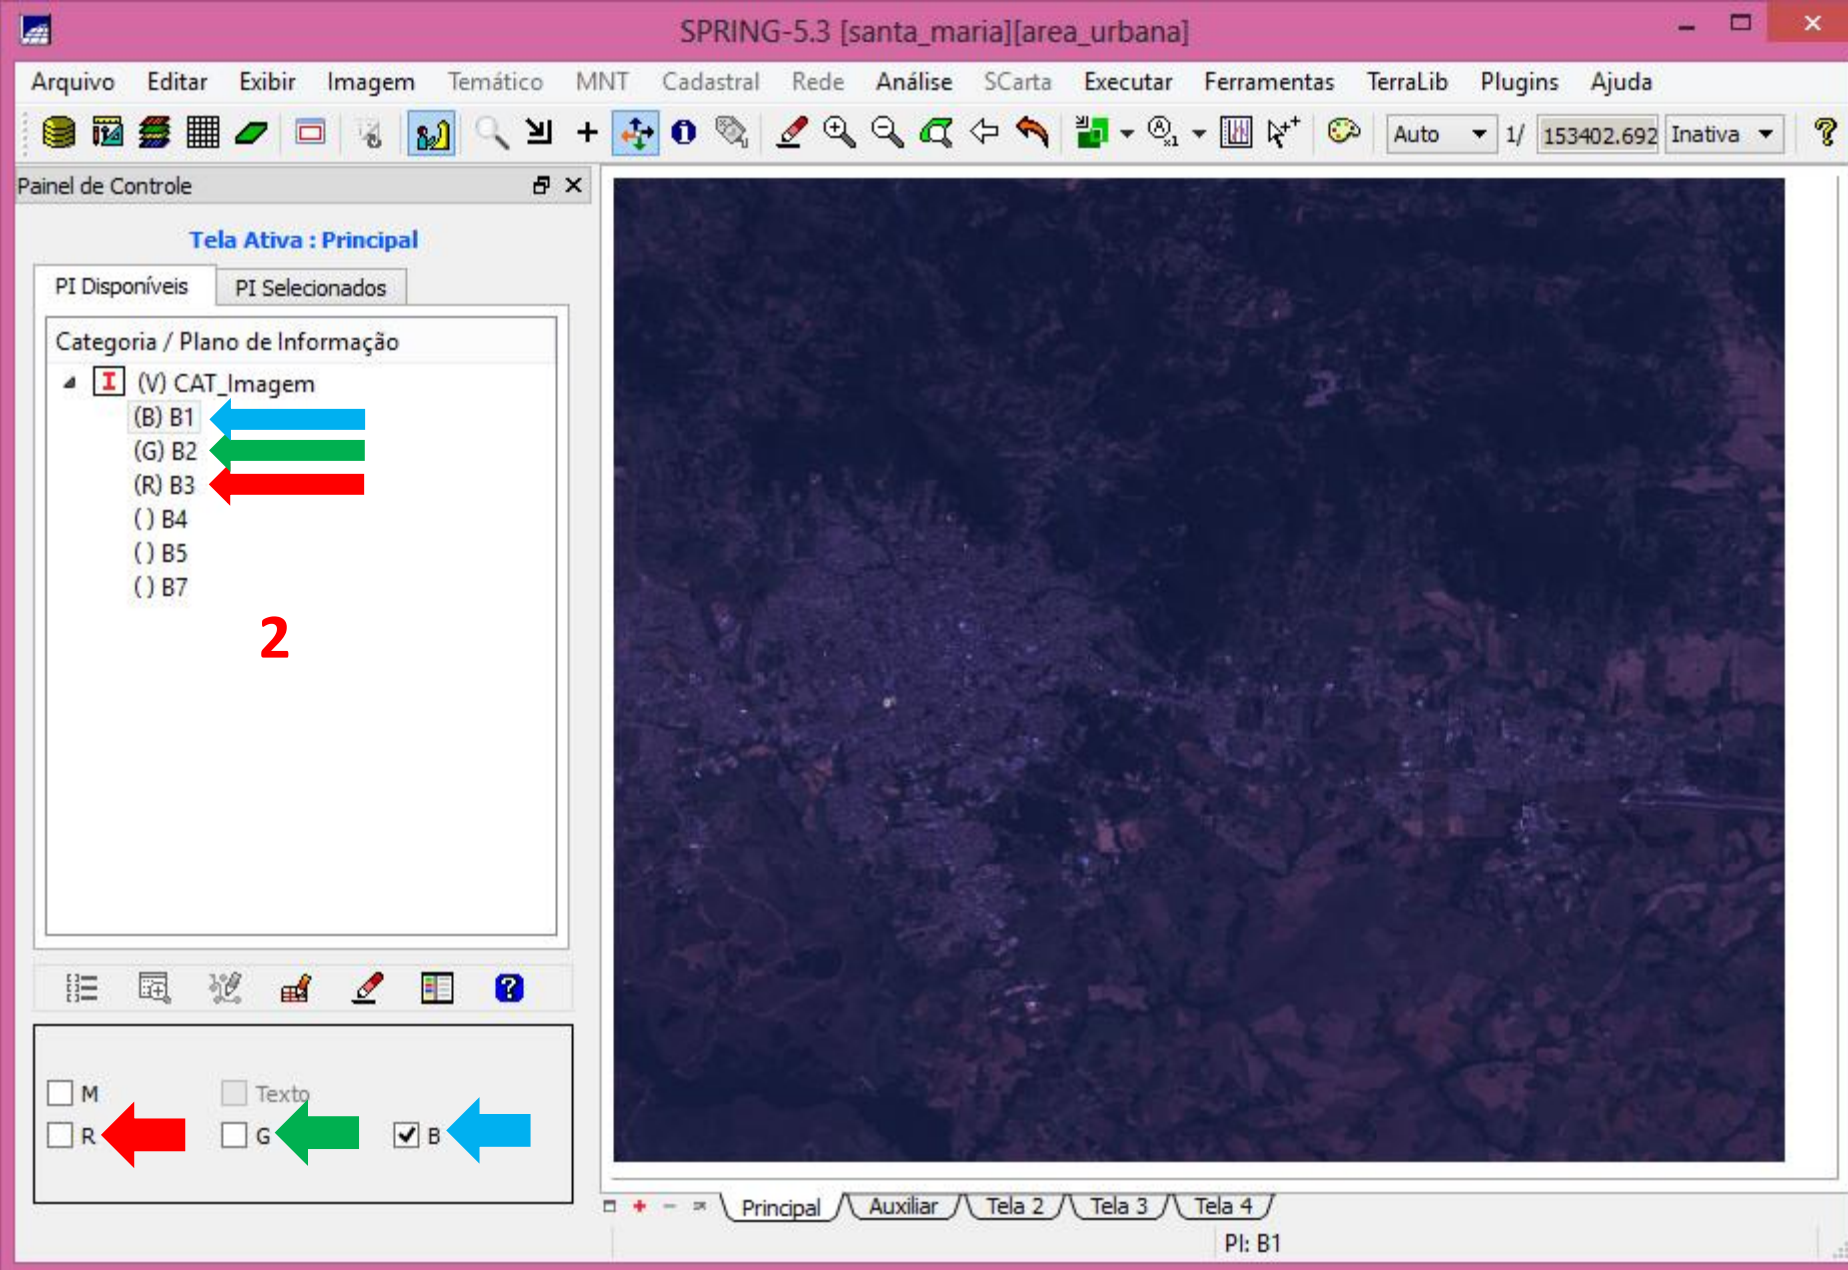 SPRING-5.3 [santa_maria][area_urbana]
Arquivo Editar Exibir Imagem Temático MNT Cadastral Rede Análise SCarta Executar Ferramentas TerraLib Plugins Ajuda
Auto 1/ 153402.692 Inativa
Painel de Controle
Tela Ativa : Principal
PI Disponíveis PI Selecionados
Categoria / Plano de Informação
(V) CAT_Imagem
(B) B1
(G) B2
(R) B3
( ) B4
( ) B5
( ) B7
2
M Texto
R G B
Principal Auxiliar Tela 2 Tela 3 Tela 4
PI: B1